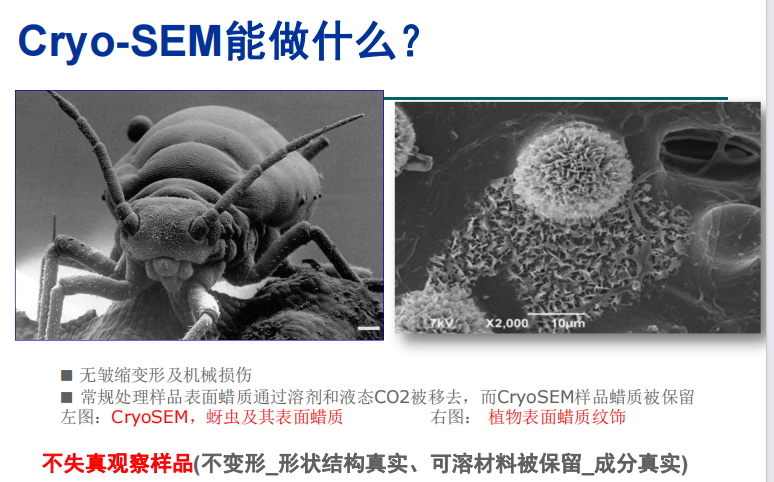 Cryo-SEM能做什么？
7kV X2,000 10µm
■ 无皱缩变形及机械损伤
■ 常规处理样品表面蜡质通过溶剂和液态CO2被移去，而CryoSEM样品蜡质被保留
左图：CryoSEM，蚜虫及其表面蜡质 右图： 植物表面蜡质纹饰
不失真观察样品(不变形_形状结构真实、可溶材料被保留_成分真实)